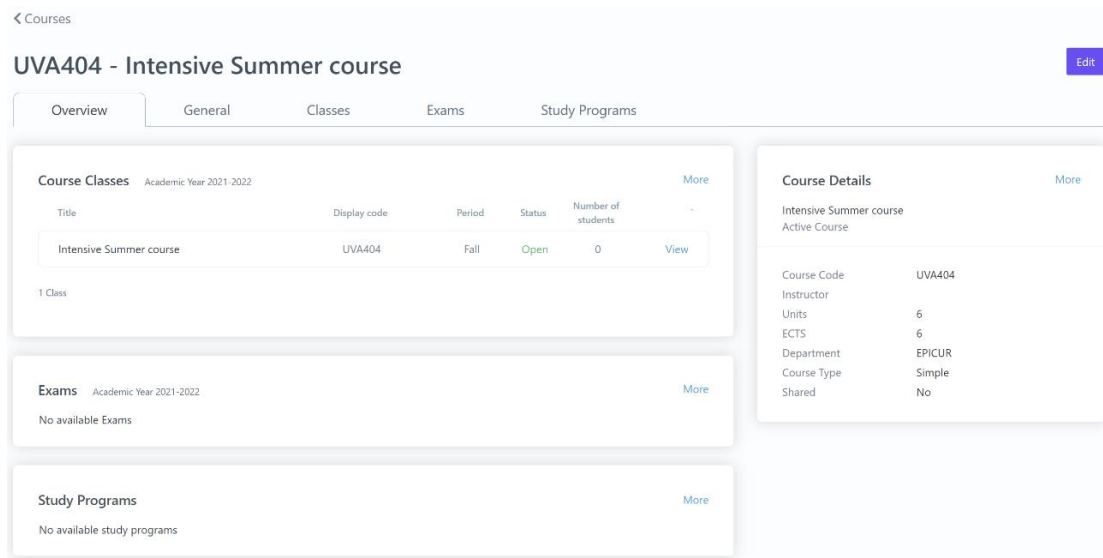 Courses
UVA404 - Intensive Summer course
Edit
Overview General Classes Exams Study Programs
Course Classes Academic Year 2021-2022 More
Title Display code Period Status Number of students -
Intensive Summer course UVA404 Fall Open 0 View
1 Class
Exams Academic Year 2021-2022 More
No available Exams
Study Programs More
No available study programs
Course Details More
Intensive Summer course
Active Course
Course Code UVA404
Instructor
Units 6
ECTS 6
Department EPICUR
Course Type Simple
Shared No